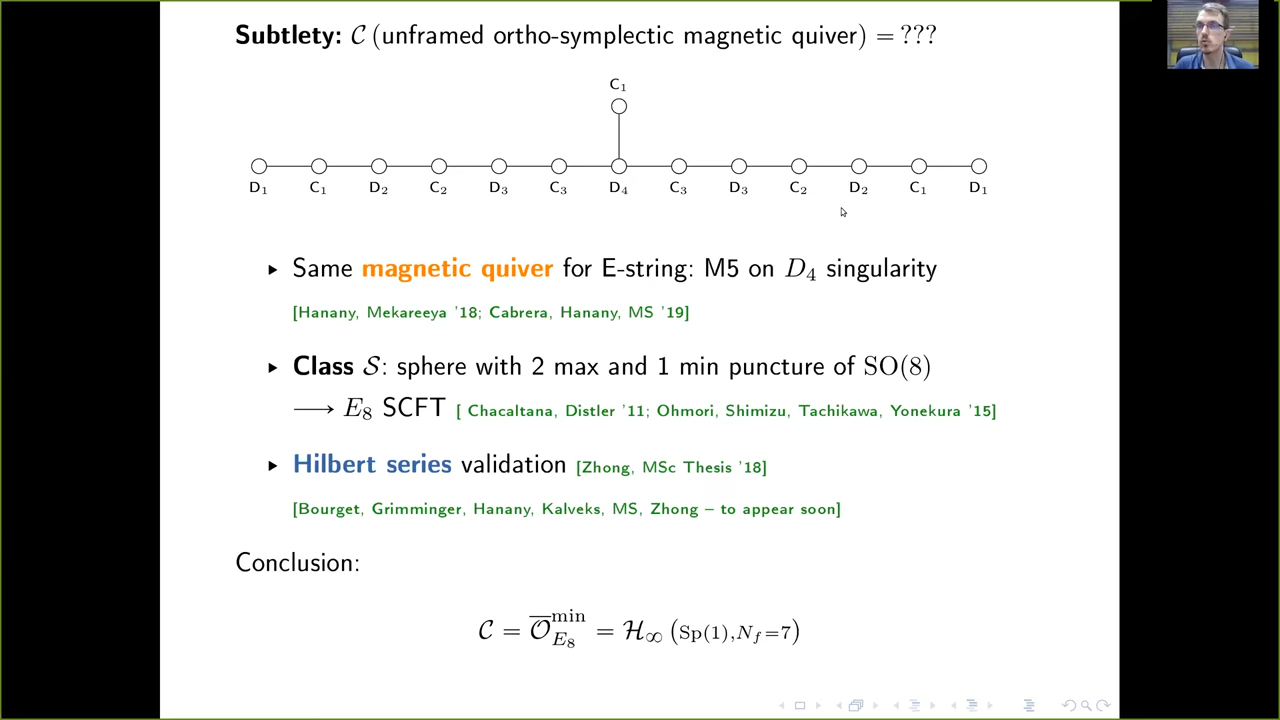 Subtlety: 𝒞 (unframed ortho-symplectic magnetic quiver) = ???
C₁
D₁ C₁ D₂ C₂ D₃ C₃ D₄ C₃ D₃ C₂ D₂ C₁ D₁
▸ Same magnetic quiver for E-string: M5 on D₄ singularity
[Hanany, Mekareeya '18; Cabrera, Hanany, MS '19]
▸ Class 𝒮: sphere with 2 max and 1 min puncture of SO(8)
⟶ E₈ SCFT [ Chacaltana, Distler '11; Ohmori, Shimizu, Tachikawa, Yonekura '15]
▸ Hilbert series validation [Zhong, MSc Thesis '18]
[Bourget, Grimminger, Hanany, Kalveks, MS, Zhong – to appear soon]
Conclusion:
𝒞 = 𝒪̅^min_E₈ = ℋ_∞ (Sp(1),N_f=7)